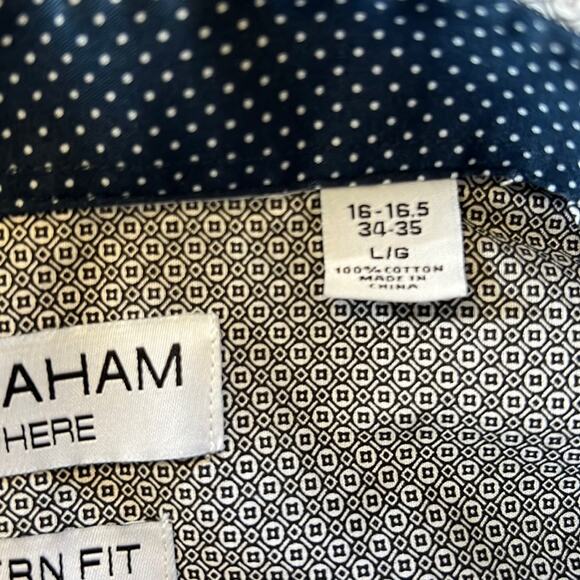 16-16.5
34-35
L/G
100% COTTON
MADE IN
CHINA
AHAM
HERE
RN FIT